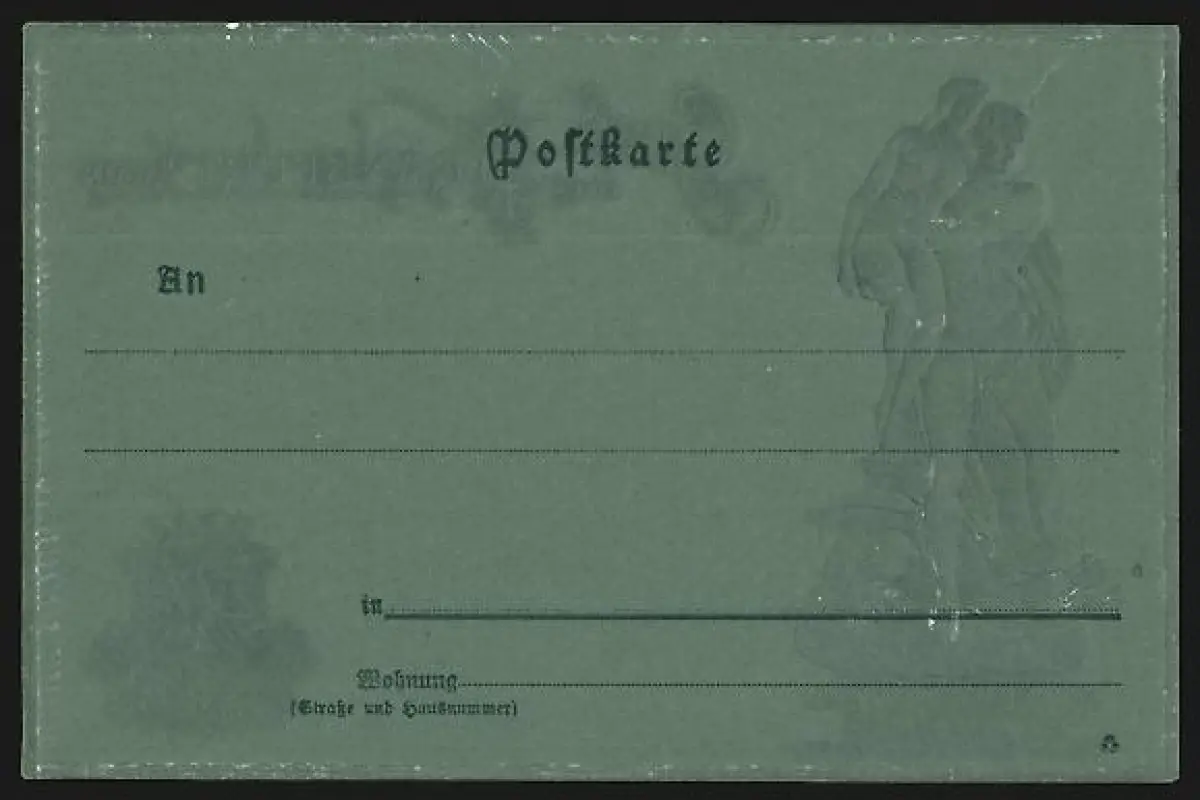 Postkarte
An
in
Wohnung
(Straße und Hausnummer)